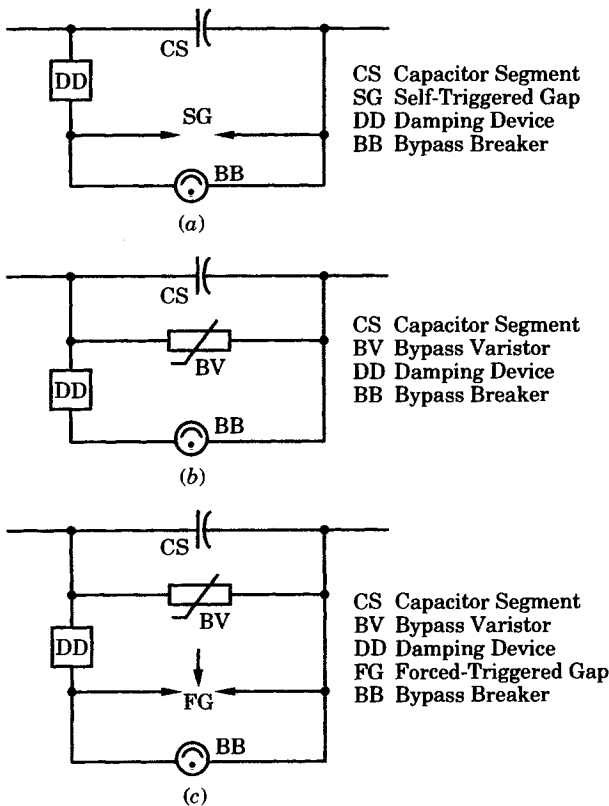 CS
DD
SG
BB
CS Capacitor Segment
SG Self-Triggered Gap
DD Damping Device
BB Bypass Breaker
(a)
CS
BV
DD
BB
CS Capacitor Segment
BV Bypass Varistor
DD Damping Device
BB Bypass Breaker
(b)
CS
BV
DD
FG
BB
CS Capacitor Segment
BV Bypass Varistor
DD Damping Device
FG Forced-Triggered Gap
BB Bypass Breaker
(c)